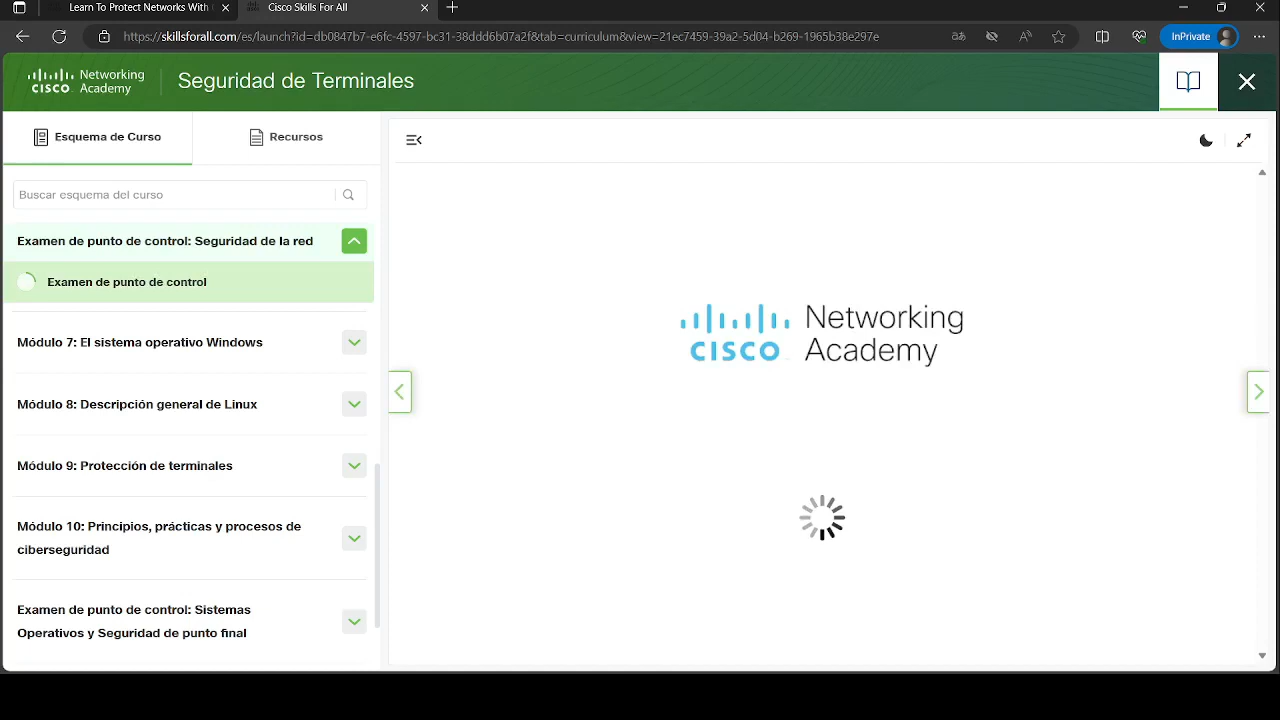 Learn To Protect Networks With
Cisco Skills For All
https://skillsforall.com/es/launch?id=db0847b7-e6fc-4597-bc31-38ddd6b07a2f&tab=curriculum&view=21ec7459-39a2-5d04-b269-1965b38e297e
InPrivate
CISCO Networking Academy
Seguridad de Terminales
Esquema de Curso
Recursos
Buscar esquema del curso
Examen de punto de control: Seguridad de la red
Examen de punto de control
Módulo 7: El sistema operativo Windows
Módulo 8: Descripción general de Linux
Módulo 9: Protección de terminales
Módulo 10: Principios, prácticas y procesos de
ciberseguridad
Examen de punto de control: Sistemas
Operativos y Seguridad de punto final
Networking
CISCO Academy